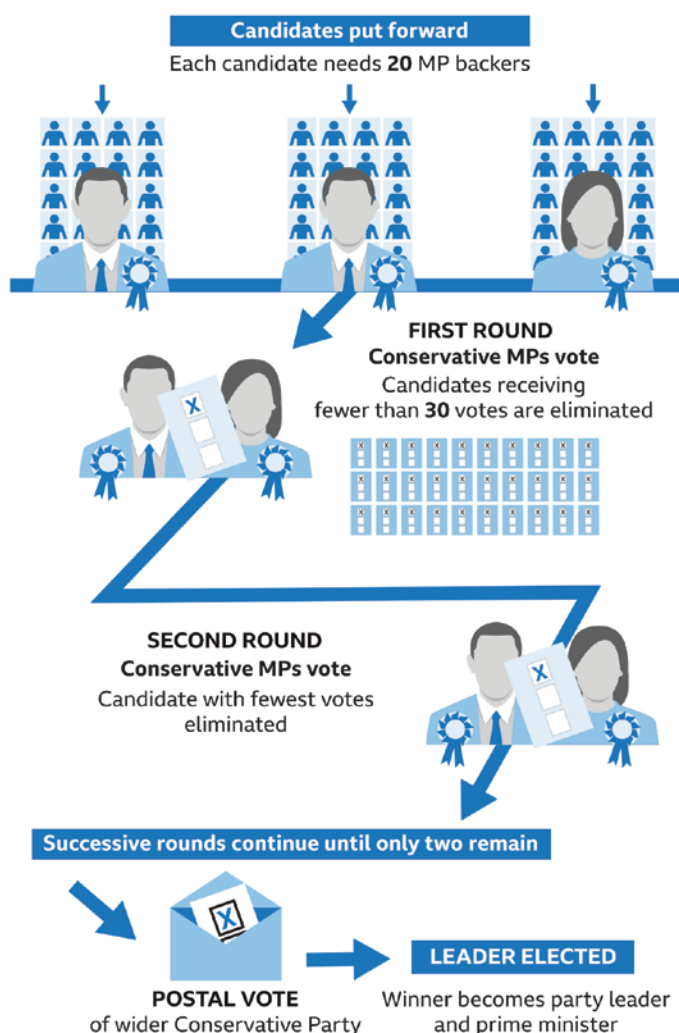 Candidates put forward
Each candidate needs 20 MP backers
FIRST ROUND
Conservative MPs vote
Candidates receiving
fewer than 30 votes are eliminated
SECOND ROUND
Conservative MPs vote
Candidate with fewest votes
eliminated
Successive rounds continue until only two remain
POSTAL VOTE
of wider Conservative Party
LEADER ELECTED
Winner becomes party leader
and prime minister